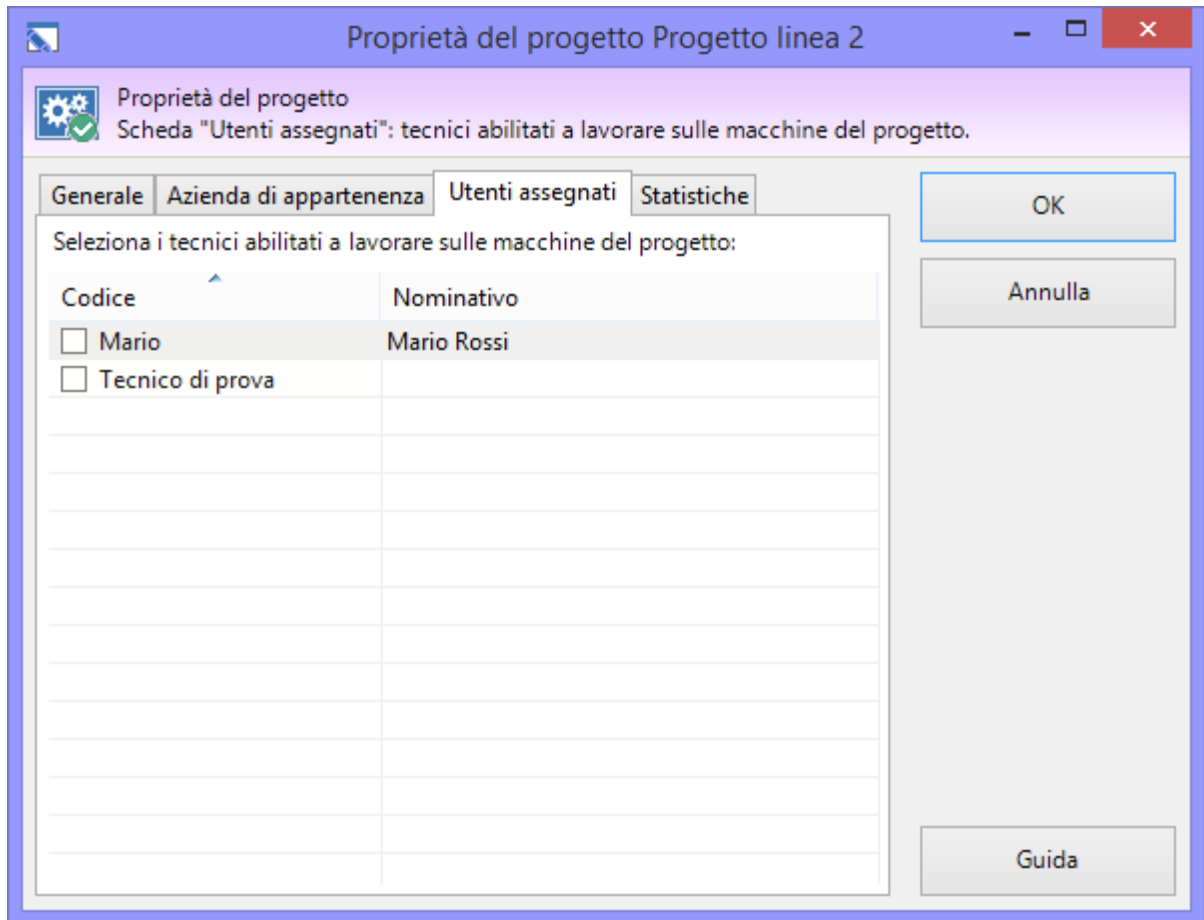 Proprietà del progetto Progetto linea 2
Proprietà del progetto
Scheda "Utenti assegnati": tecnici abilitati a lavorare sulle macchine del progetto.
Generale Azienda di appartenenza Utenti assegnati Statistiche
OK
Seleziona i tecnici abilitati a lavorare sulle macchine del progetto:
Annulla
Codice Nominativo
Mario Mario Rossi
Tecnico di prova
Guida